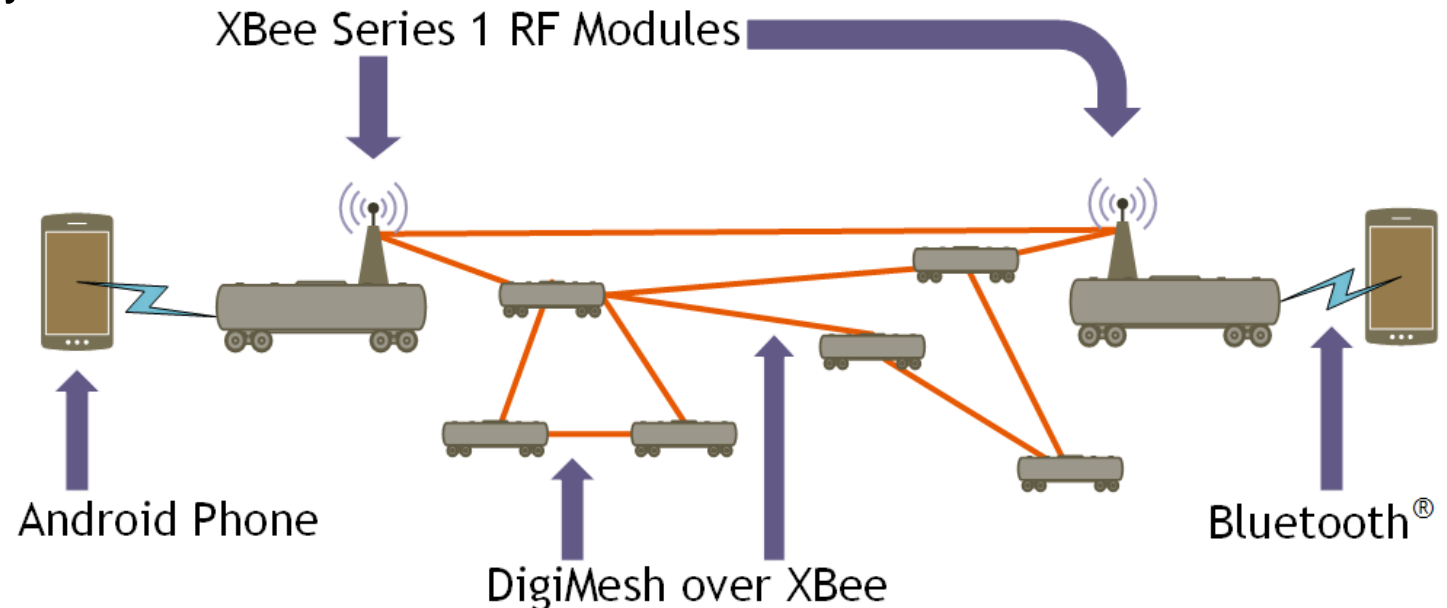 XBee Series 1 RF Modules
Android Phone
Bluetooth®
DigiMesh over XBee